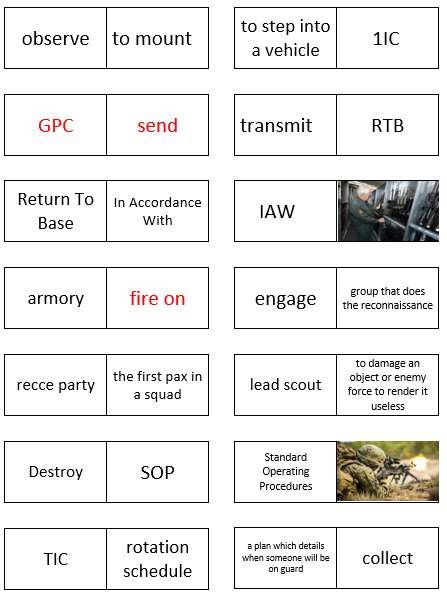 observe to mount to step into
a vehicle 1IC
GPC send transmit RTB
Return To
Base In Accordance
With IAW
armory fire on engage group that does
the reconnaissance
recce party the first pax in
a squad lead scout to damage an
object or enemy
force to render it
useless
Destroy SOP Standard
Operating
Procedures
TIC rotation
schedule a plan which details
when someone will be
on guard collect